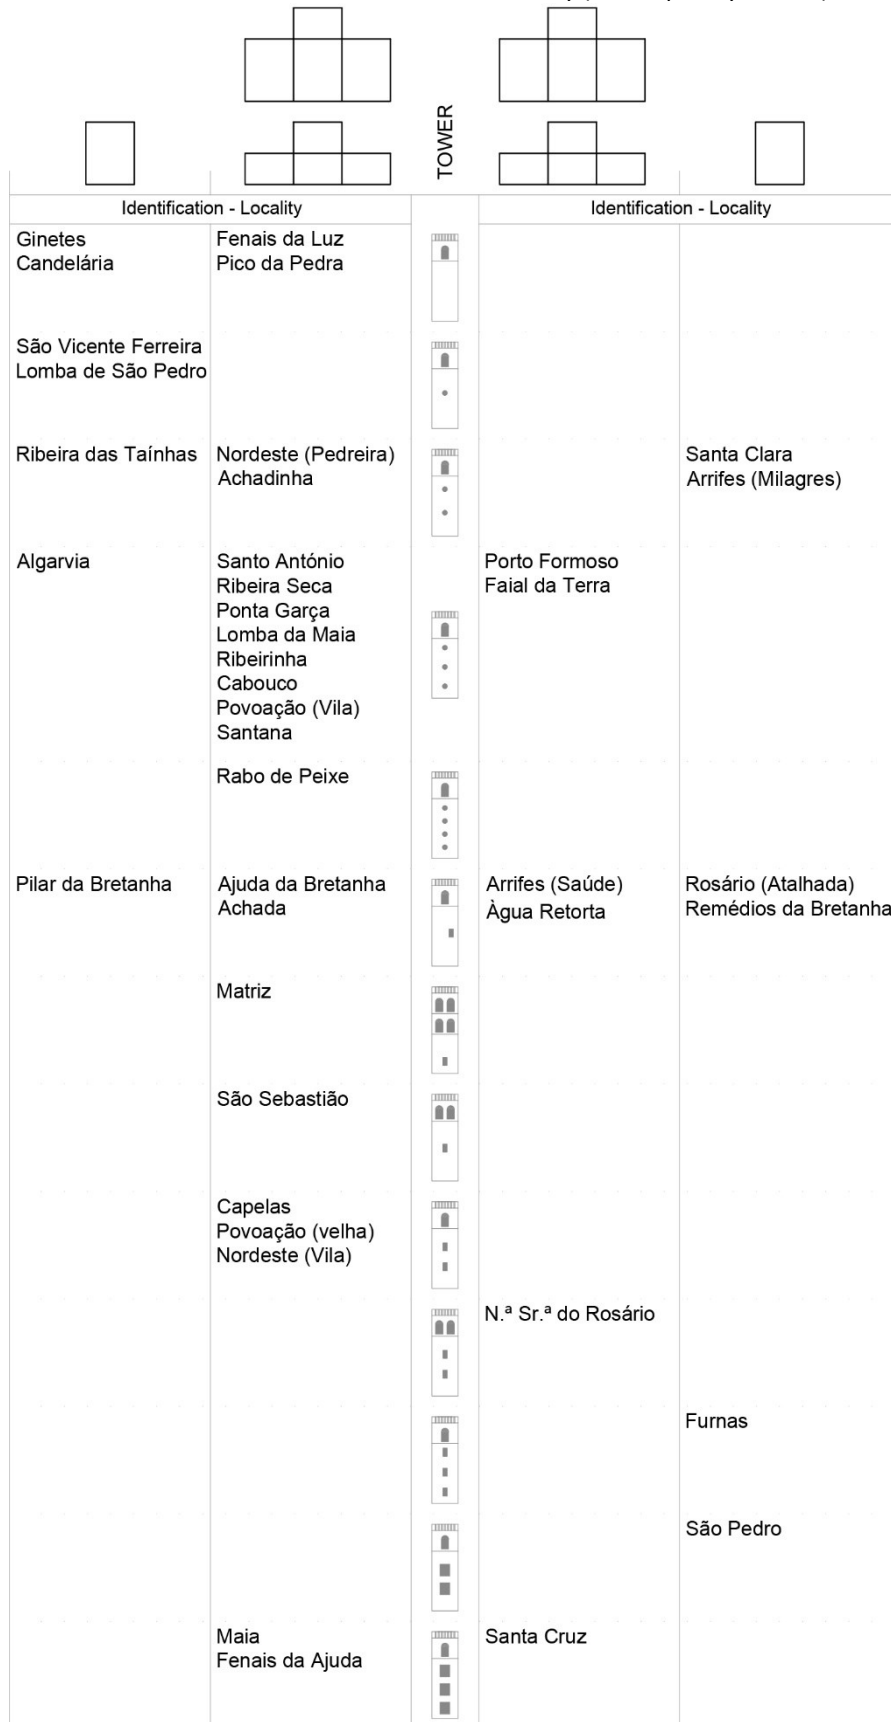 TOWER
Identification - Locality
Identification - Locality
Ginetes
Candelária
Fenais da Luz
Pico da Pedra
São Vicente Ferreira
Lomba de São Pedro
Ribeira das Taínhas
Nordeste (Pedreira)
Achadinha
Santa Clara
Arrifes (Milagres)
Algarvia
Santo António
Ribeira Seca
Ponta Garça
Lomba da Maia
Ribeirinha
Cabouco
Povoação (Vila)
Santana
Porto Formoso
Faial da Terra
Rabo de Peixe
Pilar da Bretanha
Ajuda da Bretanha
Achada
Arrifes (Saúde)
Àgua Retorta
Rosário (Atalhada)
Remédios da Bretanha
Matriz
São Sebastião
Capelas
Povoação (velha)
Nordeste (Vila)
N.ª Sr.ª do Rosário
Furnas
São Pedro
Maia
Fenais da Ajuda
Santa Cruz